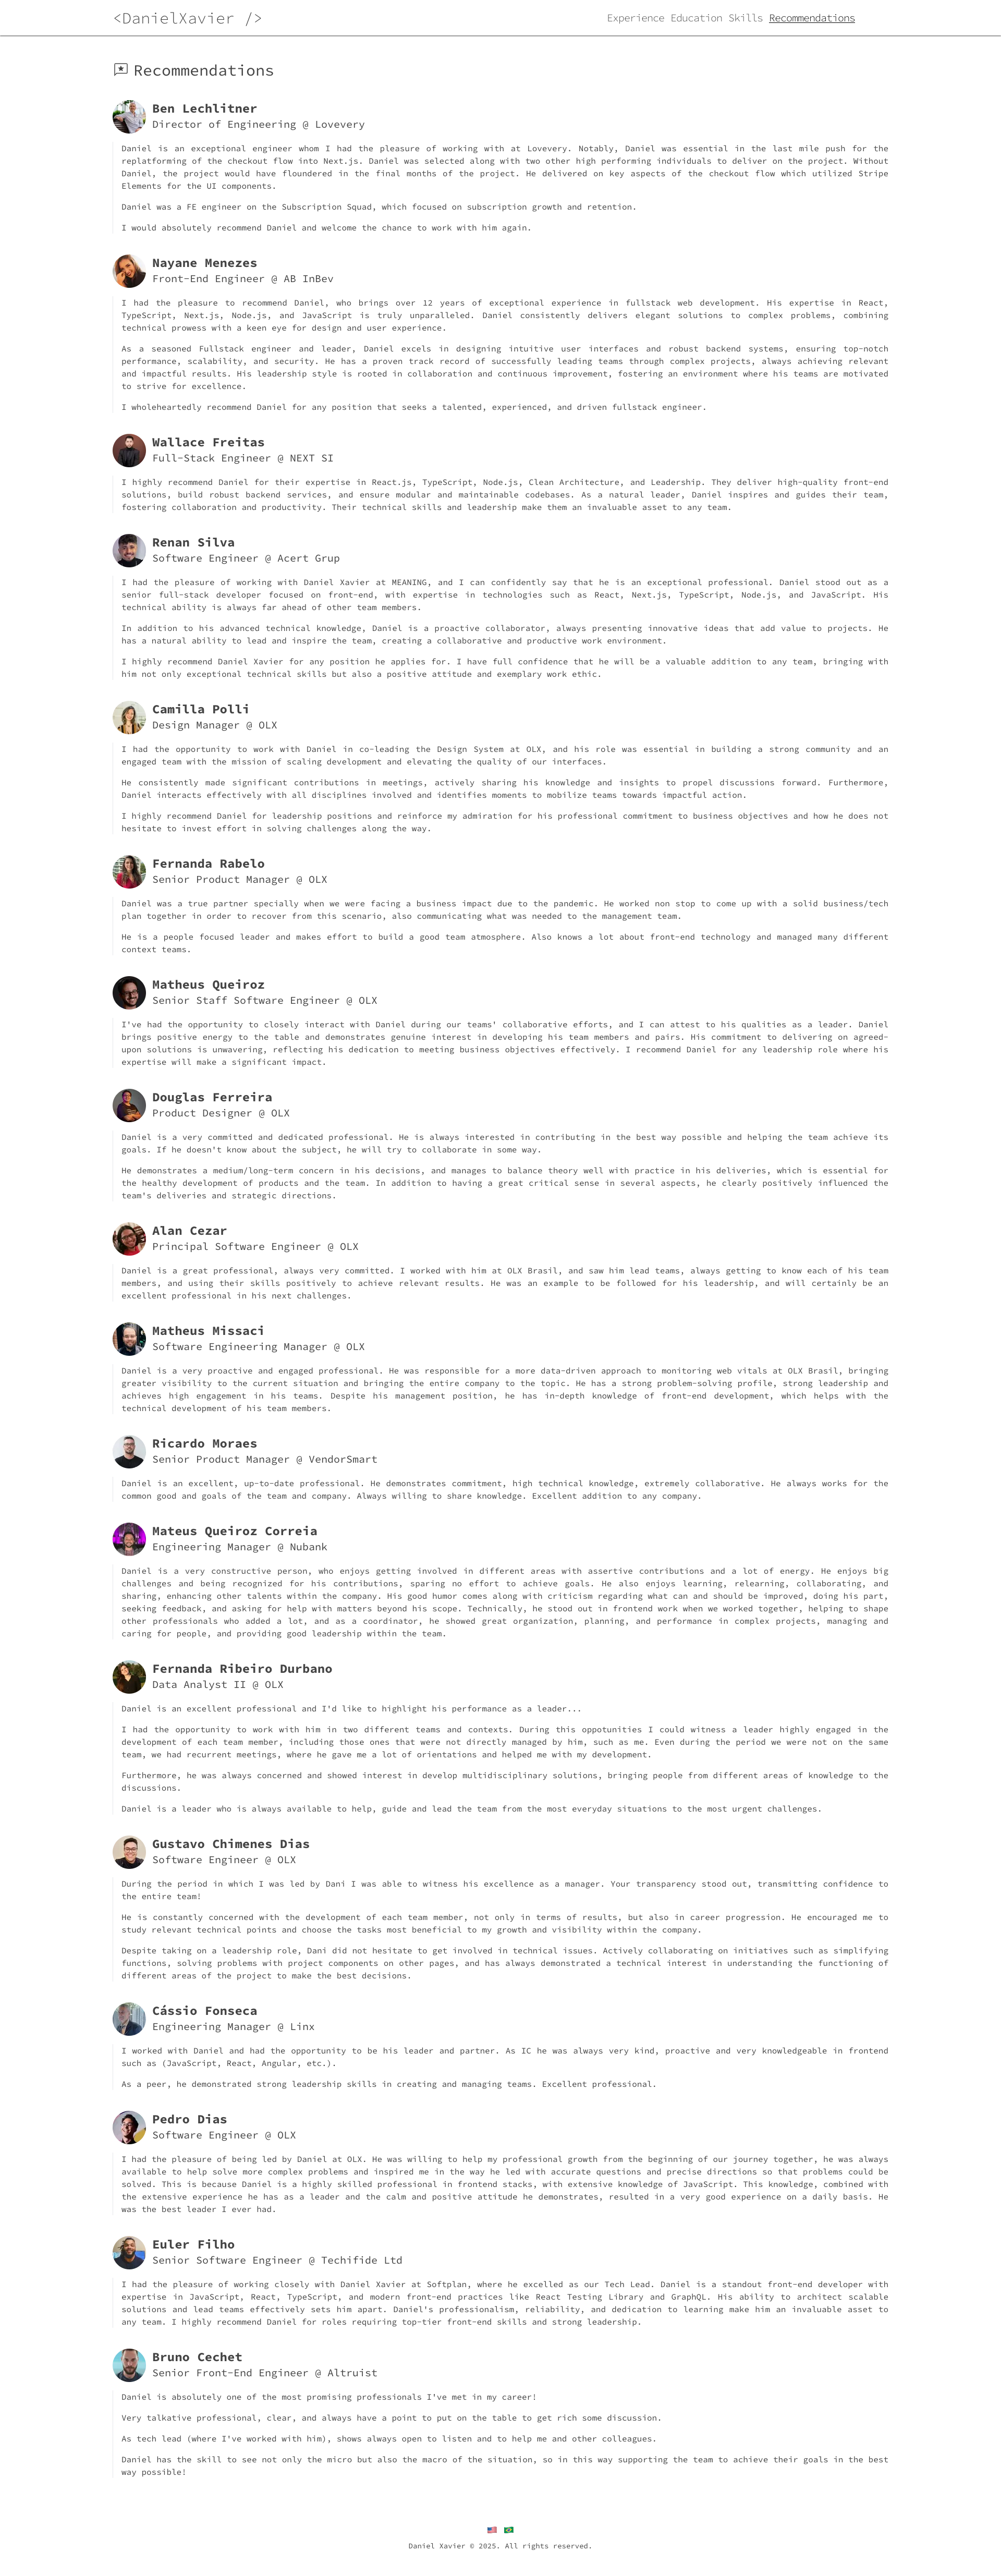 <DanielXavier />
Experience Education Skills Recommendations
Recommendations
Ben Lechlitner
Director of Engineering @ Lovevery
Daniel is an exceptional engineer whom I had the pleasure of working with at Lovevery. Notably, Daniel was essential in the last mile push for the
replatforming of the checkout flow into Next.js. Daniel was selected along with two other high performing individuals to deliver on the project. Without
Daniel, the project would have floundered in the final months of the project. He delivered on key aspects of the checkout flow which utilized Stripe
Elements for the UI components.
Daniel was a FE engineer on the Subscription Squad, which focused on subscription growth and retention.
I would absolutely recommend Daniel and welcome the chance to work with him again.
Nayane Menezes
Front-End Engineer @ AB InBev
I had the pleasure to recommend Daniel, who brings over 12 years of exceptional experience in fullstack web development. His expertise in React,
TypeScript, Next.js, Node.js, and JavaScript is truly unparalleled. Daniel consistently delivers elegant solutions to complex problems, combining
technical prowess with a keen eye for design and user experience.
As a seasoned Fullstack engineer and leader, Daniel excels in designing intuitive user interfaces and robust backend systems, ensuring top-notch
performance, scalability, and security. He has a proven track record of successfully leading teams through complex projects, always achieving relevant
and impactful results. His leadership style is rooted in collaboration and continuous improvement, fostering an environment where his teams are motivated
to strive for excellence.
I wholeheartedly recommend Daniel for any position that seeks a talented, experienced, and driven fullstack engineer.
Wallace Freitas
Full-Stack Engineer @ NEXT SI
I highly recommend Daniel for their expertise in React.js, TypeScript, Node.js, Clean Architecture, and Leadership. They deliver high-quality front-end
solutions, build robust backend services, and ensure modular and maintainable codebases. As a natural leader, Daniel inspires and guides their team,
fostering collaboration and productivity. Their technical skills and leadership make them an invaluable asset to any team.
Renan Silva
Software Engineer @ Acert Grup
I had the pleasure of working with Daniel Xavier at MEANING, and I can confidently say that he is an exceptional professional. Daniel stood out as a
senior full-stack developer focused on front-end, with expertise in technologies such as React, Next.js, TypeScript, Node.js, and JavaScript. His
technical ability is always far ahead of other team members.
In addition to his advanced technical knowledge, Daniel is a proactive collaborator, always presenting innovative ideas that add value to projects. He
has a natural ability to lead and inspire the team, creating a collaborative and productive work environment.
I highly recommend Daniel Xavier for any position he applies for. I have full confidence that he will be a valuable addition to any team, bringing with
him not only exceptional technical skills but also a positive attitude and exemplary work ethic.
Camilla Polli
Design Manager @ OLX
I had the opportunity to work with Daniel in co-leading the Design System at OLX, and his role was essential in building a strong community and an
engaged team with the mission of scaling development and elevating the quality of our interfaces.
He consistently made significant contributions in meetings, actively sharing his knowledge and insights to propel discussions forward. Furthermore,
Daniel interacts effectively with all disciplines involved and identifies moments to mobilize teams towards impactful action.
I highly recommend Daniel for leadership positions and reinforce my admiration for his professional commitment to business objectives and how he does not
hesitate to invest effort in solving challenges along the way.
Fernanda Rabelo
Senior Product Manager @ OLX
Daniel was a true partner specially when we were facing a business impact due to the pandemic. He worked non stop to come up with a solid business/tech
plan together in order to recover from this scenario, also communicating what was needed to the management team.
He is a people focused leader and makes effort to build a good team atmosphere. Also knows a lot about front-end technology and managed many different
context teams.
Matheus Queiroz
Senior Staff Software Engineer @ OLX
I've had the opportunity to closely interact with Daniel during our teams' collaborative efforts, and I can attest to his qualities as a leader. Daniel
brings positive energy to the table and demonstrates genuine interest in developing his team members and pairs. His commitment to delivering on agreed-
upon solutions is unwavering, reflecting his dedication to meeting business objectives effectively. I recommend Daniel for any leadership role where his
expertise will make a significant impact.
Douglas Ferreira
Product Designer @ OLX
Daniel is a very committed and dedicated professional. He is always interested in contributing in the best way possible and helping the team achieve its
goals. If he doesn't know about the subject, he will try to collaborate in some way.
He demonstrates a medium/long-term concern in his decisions, and manages to balance theory well with practice in his deliveries, which is essential for
the healthy development of products and the team. In addition to having a great critical sense in several aspects, he clearly positively influenced the
team's deliveries and strategic directions.
Alan Cezar
Principal Software Engineer @ OLX
Daniel is a great professional, always very committed. I worked with him at OLX Brasil, and saw him lead teams, always getting to know each of his team
members, and using their skills positively to achieve relevant results. He was an example to be followed for his leadership, and will certainly be an
excellent professional in his next challenges.
Matheus Missaci
Software Engineering Manager @ OLX
Daniel is a very proactive and engaged professional. He was responsible for a more data-driven approach to monitoring web vitals at OLX Brasil, bringing
greater visibility to the current situation and bringing the entire company to the topic. He has a strong problem-solving profile, strong leadership and
achieves high engagement in his teams. Despite his management position, he has in-depth knowledge of front-end development, which helps with the
technical development of his team members.
Ricardo Moraes
Senior Product Manager @ VendorSmart
Daniel is an excellent, up-to-date professional. He demonstrates commitment, high technical knowledge, extremely collaborative. He always works for the
common good and goals of the team and company. Always willing to share knowledge. Excellent addition to any company.
Mateus Queiroz Correia
Engineering Manager @ Nubank
Daniel is a very constructive person, who enjoys getting involved in different areas with assertive contributions and a lot of energy. He enjoys big
challenges and being recognized for his contributions, sparing no effort to achieve goals. He also enjoys learning, relearning, collaborating, and
sharing, enhancing other talents within the company. His good humor comes along with criticism regarding what can and should be improved, doing his part,
seeking feedback, and asking for help with matters beyond his scope. Technically, he stood out in frontend work when we worked together, helping to shape
other professionals who added a lot, and as a coordinator, he showed great organization, planning, and performance in complex projects, managing and
caring for people, and providing good leadership within the team.
Fernanda Ribeiro Durbano
Data Analyst II @ OLX
Daniel is an excellent professional and I'd like to highlight his performance as a leader...
I had the opportunity to work with him in two different teams and contexts. During this oppotunities I could witness a leader highly engaged in the
development of each team member, including those ones that were not directly managed by him, such as me. Even during the period we were not on the same
team, we had recurrent meetings, where he gave me a lot of orientations and helped me with my development.
Furthermore, he was always concerned and showed interest in develop multidisciplinary solutions, bringing people from different areas of knowledge to the
discussions.
Daniel is a leader who is always available to help, guide and lead the team from the most everyday situations to the most urgent challenges.
Gustavo Chimenes Dias
Software Engineer @ OLX
During the period in which I was led by Dani I was able to witness his excellence as a manager. Your transparency stood out, transmitting confidence to
the entire team!
He is constantly concerned with the development of each team member, not only in terms of results, but also in career progression. He encouraged me to
study relevant technical points and choose the tasks most beneficial to my growth and visibility within the company.
Despite taking on a leadership role, Dani did not hesitate to get involved in technical issues. Actively collaborating on initiatives such as simplifying
functions, solving problems with project components on other pages, and has always demonstrated a technical interest in understanding the functioning of
different areas of the project to make the best decisions.
Cássio Fonseca
Engineering Manager @ Linx
I worked with Daniel and had the opportunity to be his leader and partner. As IC he was always very kind, proactive and very knowledgeable in frontend
such as (JavaScript, React, Angular, etc.).
As a peer, he demonstrated strong leadership skills in creating and managing teams. Excellent professional.
Pedro Dias
Software Engineer @ OLX
I had the pleasure of being led by Daniel at OLX. He was willing to help my professional growth from the beginning of our journey together, he was always
available to help solve more complex problems and inspired me in the way he led with accurate questions and precise directions so that problems could be
solved. This is because Daniel is a highly skilled professional in frontend stacks, with extensive knowledge of JavaScript. This knowledge, combined with
the extensive experience he has as a leader and the calm and positive attitude he demonstrates, resulted in a very good experience on a daily basis. He
was the best leader I ever had.
Euler Filho
Senior Software Engineer @ Techifide Ltd
I had the pleasure of working closely with Daniel Xavier at Softplan, where he excelled as our Tech Lead. Daniel is a standout front-end developer with
expertise in JavaScript, React, TypeScript, and modern front-end practices like React Testing Library and GraphQL. His ability to architect scalable
solutions and lead teams effectively sets him apart. Daniel's professionalism, reliability, and dedication to learning make him an invaluable asset to
any team. I highly recommend Daniel for roles requiring top-tier front-end skills and strong leadership.
Bruno Cechet
Senior Front-End Engineer @ Altruist
Daniel is absolutely one of the most promising professionals I've met in my career!
Very talkative professional, clear, and always have a point to put on the table to get rich some discussion.
As tech lead (where I've worked with him), shows always open to listen and to help me and other colleagues.
Daniel has the skill to see not only the micro but also the macro of the situation, so in this way supporting the team to achieve their goals in the best
way possible!
Daniel Xavier © 2025. All rights reserved.